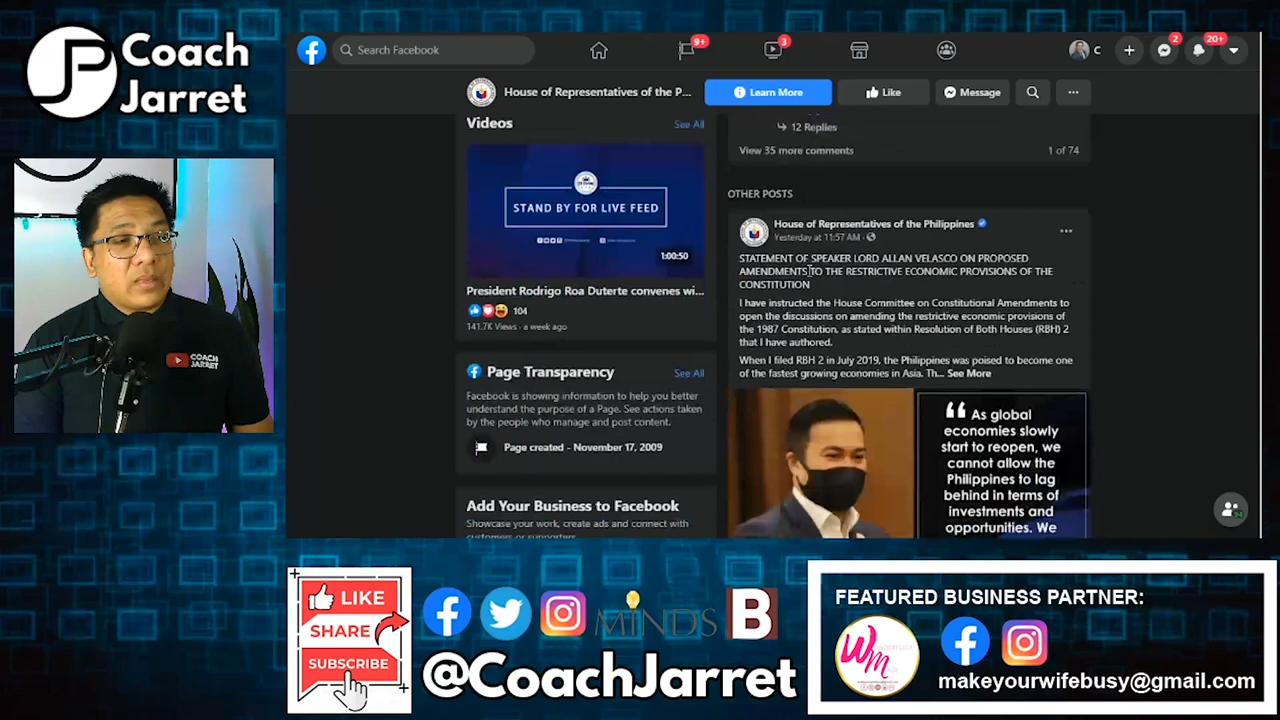 Coach
Jarret
Search Facebook
9+
3
C
2
20+
House of Representatives of the P...
Learn More
Like
Message
Videos
See All
STAND BY FOR LIVE FEED
1:00:50
President Rodrigo Roa Duterte convenes wi...
104
141.7K Views · a week ago
Page Transparency
See All
Facebook is showing information to help you better
understand the purpose of a Page. See actions taken
by the people who manage and post content.
Page created - November 17, 2009
Add Your Business to Facebook
Showcase your work, create ads and connect with
customers or supporters.
12 Replies
View 35 more comments
1 of 74
OTHER POSTS
House of Representatives of the Philippines
Yesterday at 11:57 AM
STATEMENT OF SPEAKER LORD ALLAN VELASCO ON PROPOSED
AMENDMENTS TO THE RESTRICTIVE ECONOMIC PROVISIONS OF THE
CONSTITUTION
I have instructed the House Committee on Constitutional Amendments to
open the discussions on amending the restrictive economic provisions of
the 1987 Constitution, as stated within Resolution of Both Houses (RBH) 2
that I have authored.
When I filed RBH 2 in July 2019, the Philippines was poised to become one
of the fastest growing economies in Asia. Th... See More
“ As global
economies slowly
start to reopen, we
cannot allow the
Philippines to lag
behind in terms of
investments and
opportunities. We
COACH
JARRET
LIKE
SHARE
SUBSCRIBE
MINDS
B
@CoachJarret
FEATURED BUSINESS PARTNER:
WM
makeyourwifebusy@gmail.com